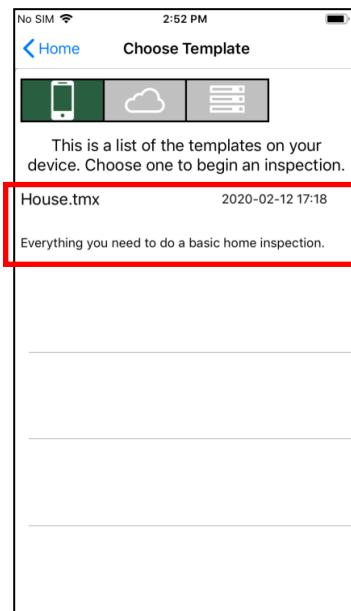 No SIM 2:52 PM
Home Choose Template
This is a list of the templates on your
device. Choose one to begin an inspection.
House.tmx 2020-02-12 17:18
Everything you need to do a basic home inspection.